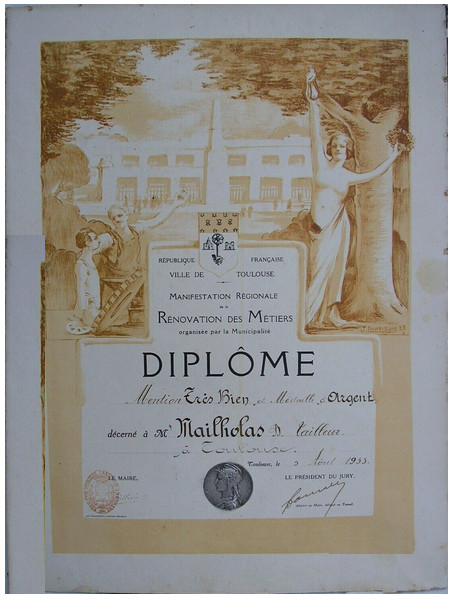 RÉPUBLIQUE FRANÇAISE
VILLE DE TOULOUSE
MANIFESTATION RÉGIONALE
de la
RÉNOVATION DES MÉTIERS
organisée par la Municipalité
DIPLÔME
Mention Très Bien et Médaille d'Argent
décerné à Mr Mailholas D. Tailleur
à Toulouse.
Toulouse, le 3 Août 1933.
LE MAIRE, LE PRÉSIDENT DU JURY,